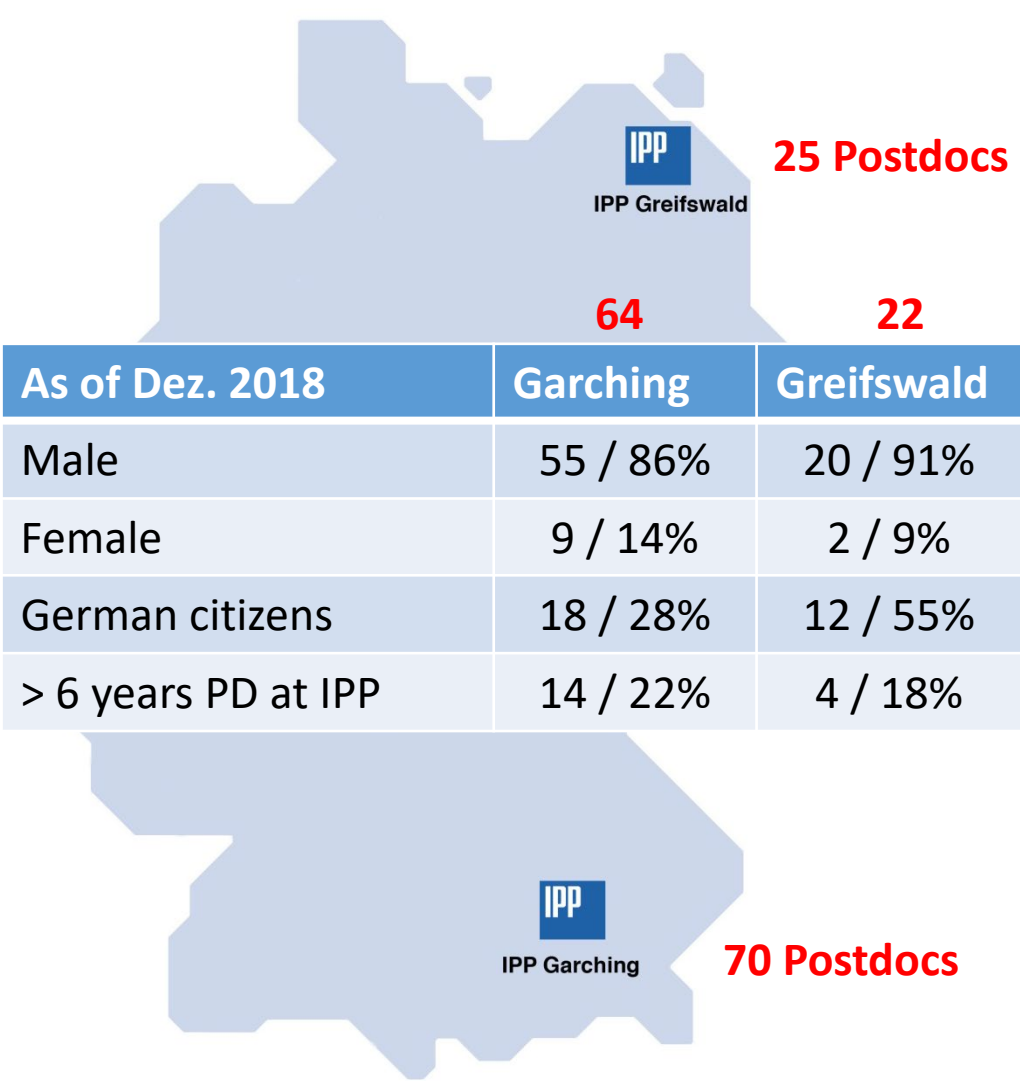 IPP
25 Postdocs
IPP Greifswald
64 22
As of Dez. 2018 Garching Greifswald
Male 55 / 86% 20 / 91%
Female 9 / 14% 2 / 9%
German citizens 18 / 28% 12 / 55%
> 6 years PD at IPP 14 / 22% 4 / 18%
IPP
IPP Garching
70 Postdocs